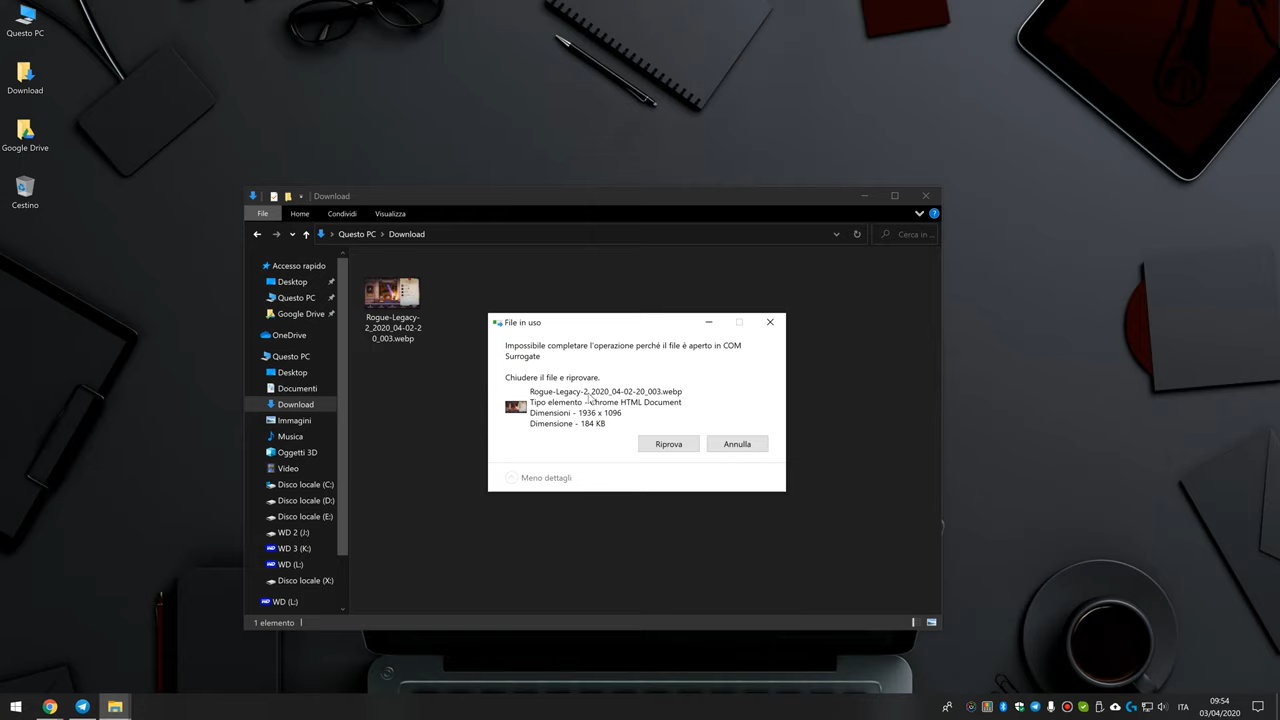 Questo PC
Download
Google Drive
Cestino
Download
File
Home
Condividi
Visualizza
Questo PC
Download
Cerca in ...
Accesso rapido
Desktop
Questo PC
Google Drive
OneDrive
Questo PC
Desktop
Documenti
Download
Immagini
Musica
Oggetti 3D
Video
Disco locale (C:)
Disco locale (D:)
Disco locale (E:)
WD 2 (J:)
WD 3 (K:)
WD (L:)
Disco locale (X:)
WD (L:)
Rogue-Legacy-
2_2020_04-02-2
0_003.webp
File in uso
Impossibile completare l'operazione perché il file è aperto in COM
Surrogate
Chiudere il file e riprovare.
Rogue-Legacy-2_2020_04-02-20_003.webp
Tipo elemento - Chrome HTML Document
Dimensioni - 1936 x 1096
Dimensione - 184 KB
Riprova
Annulla
Meno dettagli
1 elemento
ITA
09:54
03/04/2020